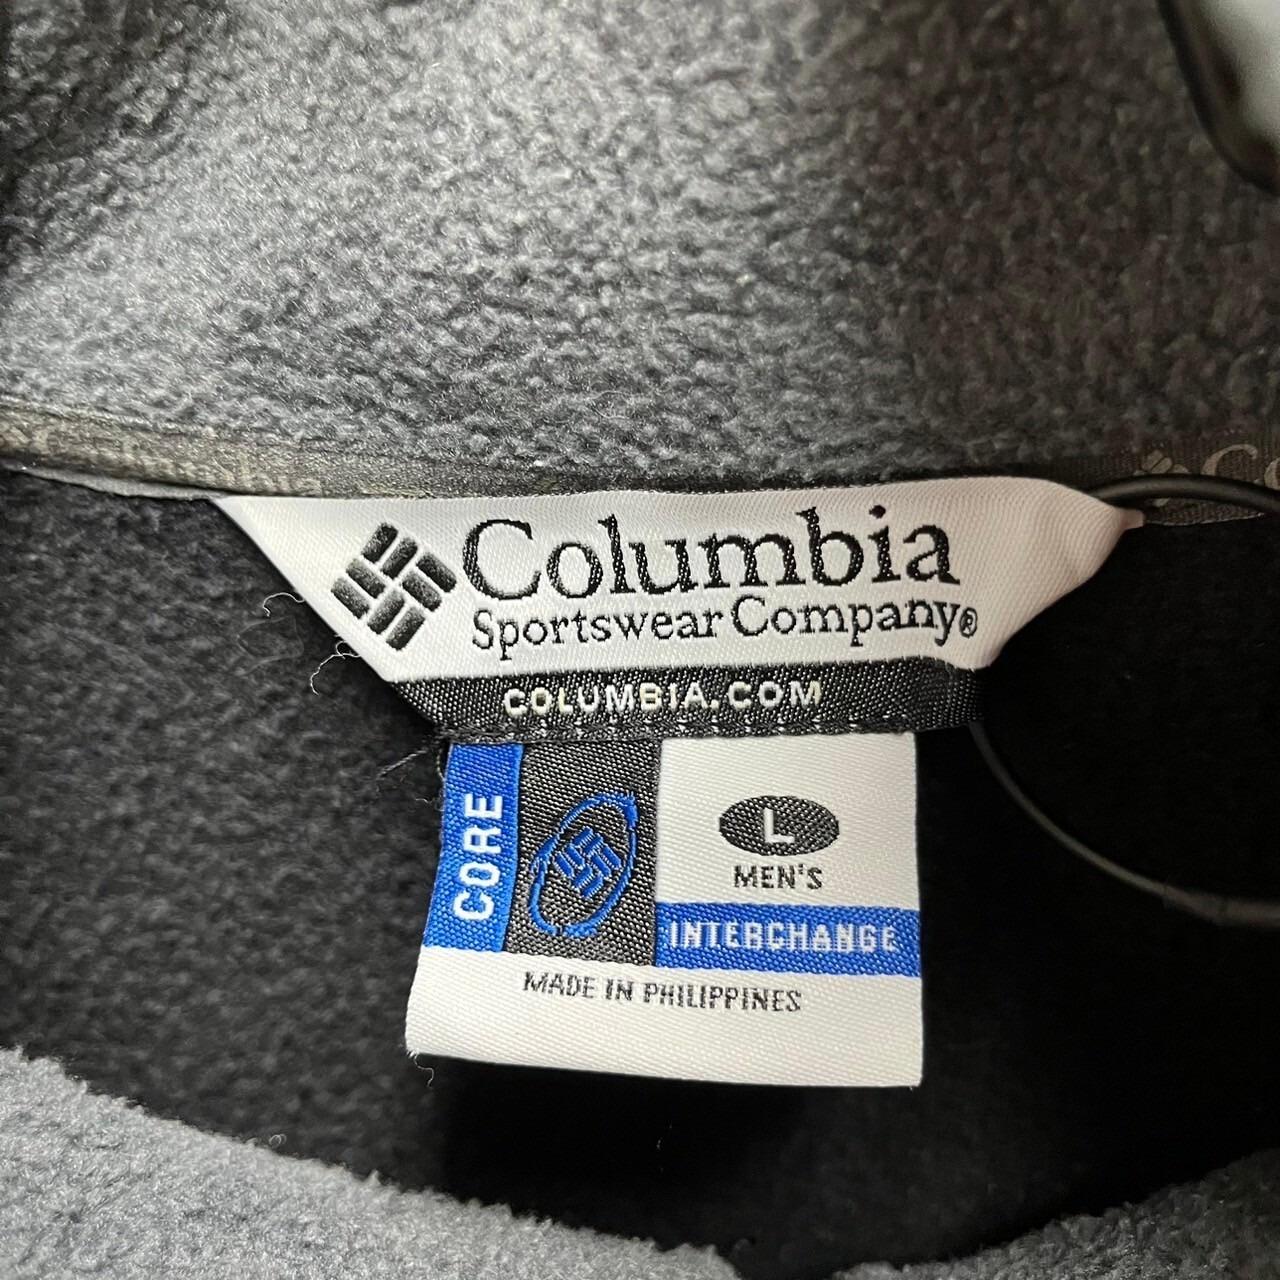 Columbia
Sportswear Company®
COLUMBIA.COM
CORE
L
MEN'S
INTERCHANGE
MADE IN PHILIPPINES